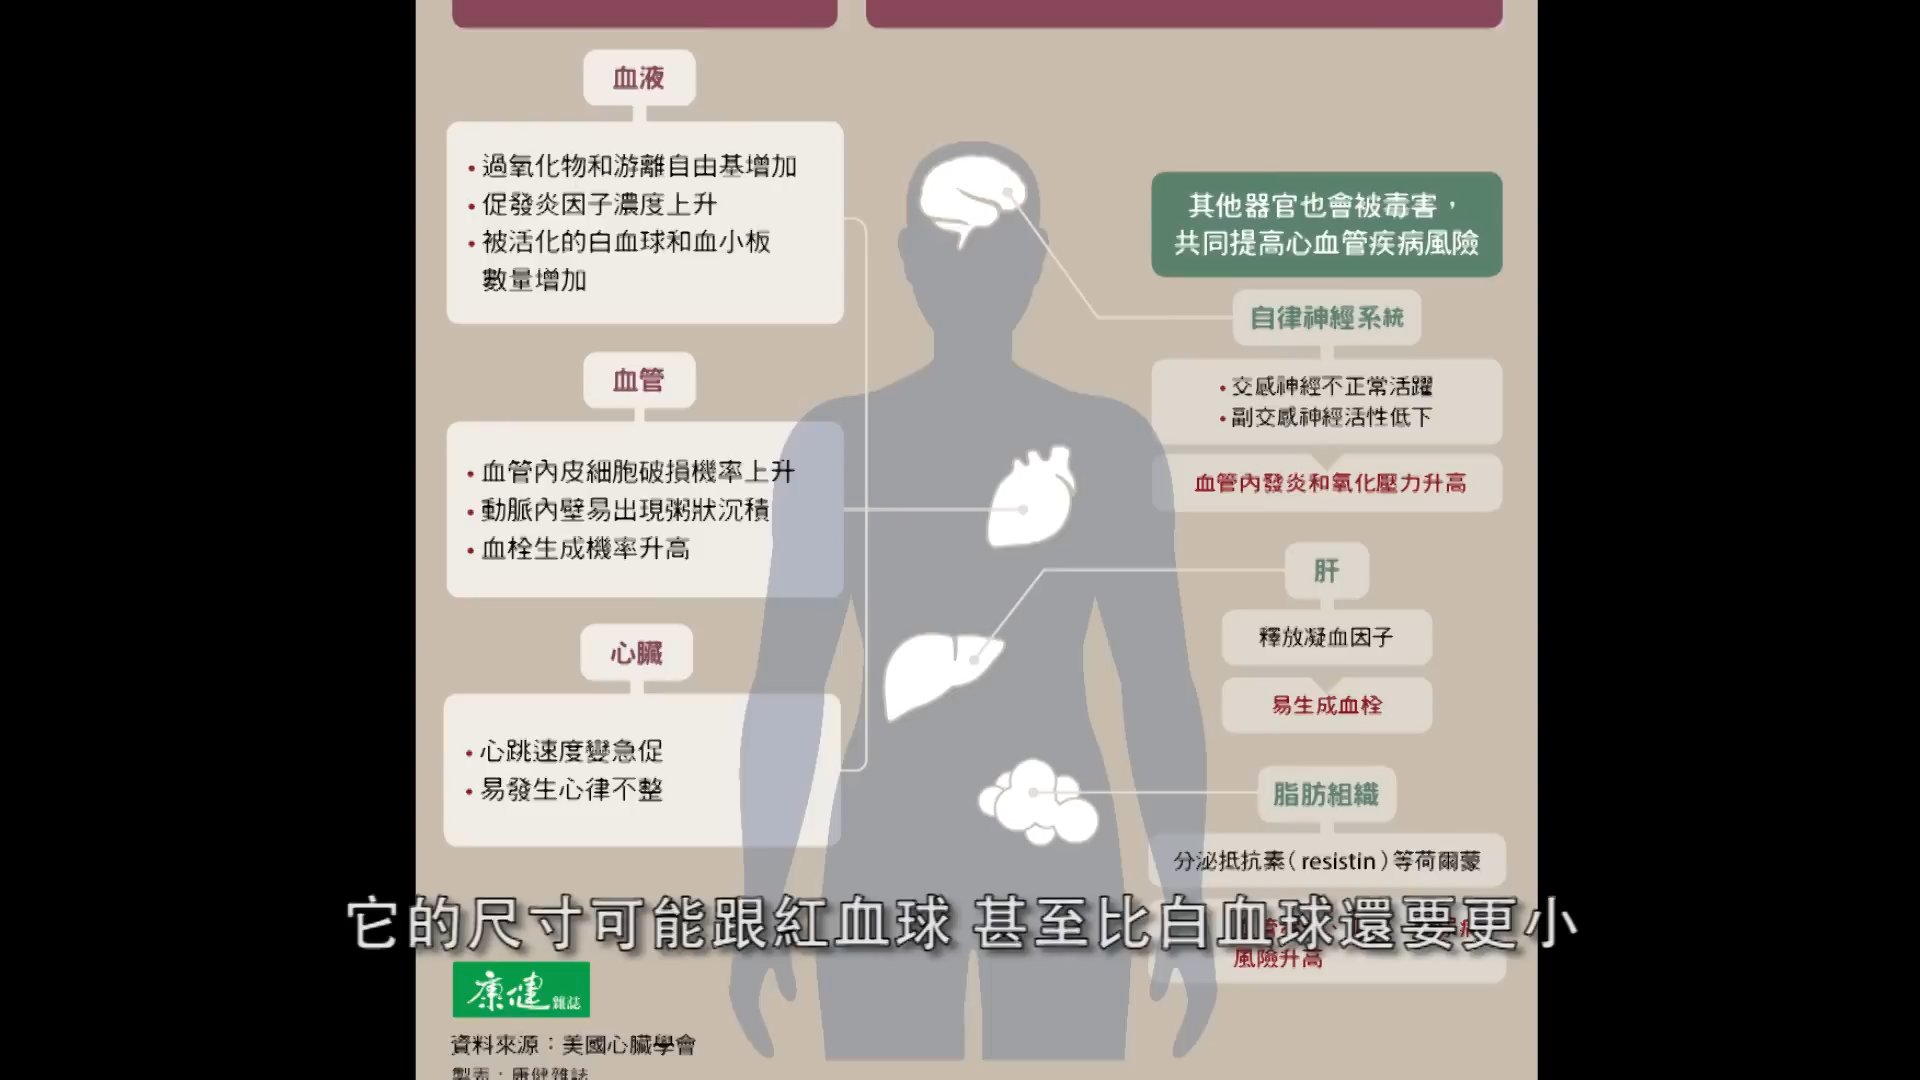 血液
• 過氧化物和游離自由基增加
• 促發炎因子濃度上升
• 被活化的白血球和血小板
數量增加
血管
• 血管內皮細胞破損機率上升
• 動脈內壁易出現粥狀沉積
• 血栓生成機率升高
心臟
• 心跳速度變急促
• 易發生心律不整
其他器官也會被毒害，
共同提高心血管疾病風險
自律神經系統
• 交感神經不正常活躍
• 副交感神經活性低下
血管內發炎和氧化壓力升高
肝
釋放凝血因子
易生成血栓
脂肪組織
分泌抵抗素（resistin）等荷爾蒙
風險升高
它的尺寸可能跟紅血球 甚至比白血球還要更小
康健雜誌
資料來源：美國心臟學會
製表：康健雜誌